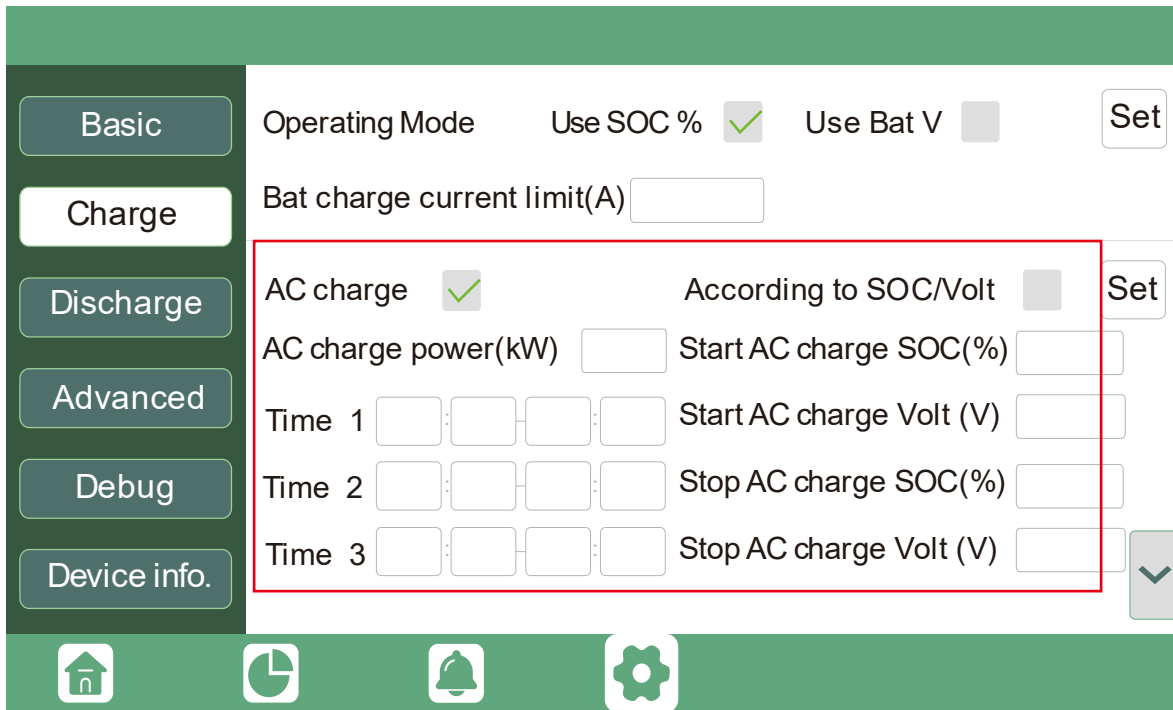 Basic
Charge
Discharge
Advanced
Debug
Device info.
Operating Mode Use SOC % Use Bat V Set
Bat charge current limit(A)
AC charge According to SOC/Volt Set
AC charge power(kW) Start AC charge SOC(%)
Time 1 : – : Start AC charge Volt (V)
Time 2 : – : Stop AC charge SOC(%)
Time 3 : – : Stop AC charge Volt (V)